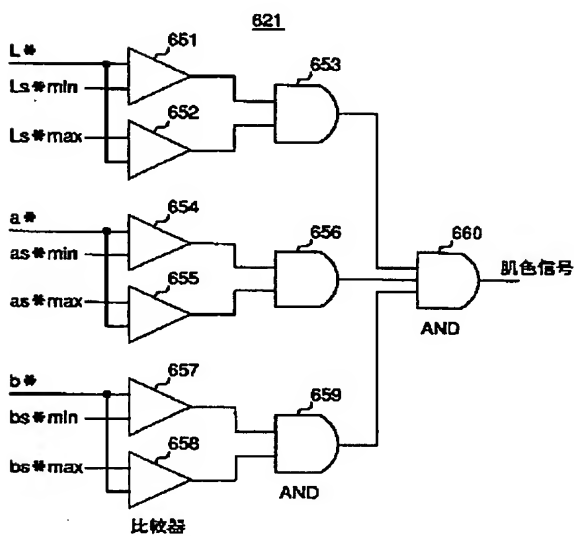 621
L*
651
653
Ls*min
652
Ls*max
a*
654
656
660
as*min
肌色信号
655
as*max
AND
b*
657
659
bs*min
658
bs*max
AND
比較器